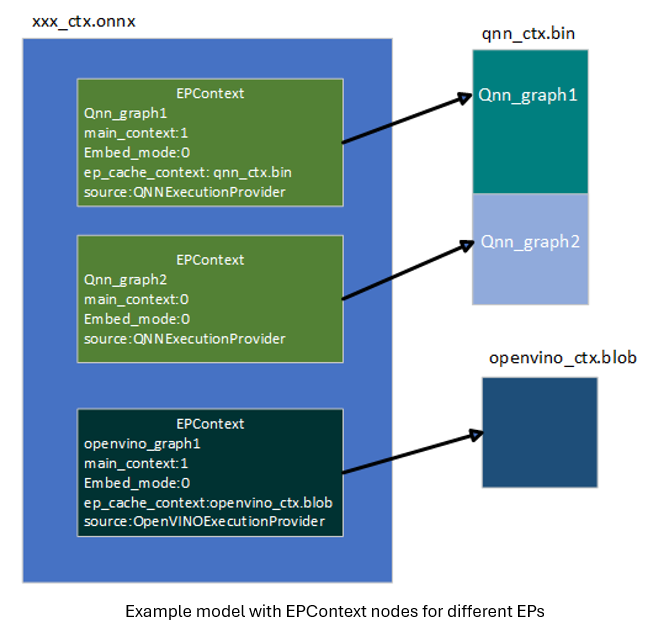 xxx_ctx.onnx
EPContext
Qnn_graph1
main_context:1
Embed_mode:0
ep_cache_context: qnn_ctx.bin
source:QNNExecutionProvider
EPContext
Qnn_graph2
main_context:0
Embed_mode:0
source:QNNExecutionProvider
EPContext
openvino_graph1
main_context:1
Embed_mode:0
ep_cache_context:openvino_ctx.blob
source:OpenVINOExecutionProvider
qnn_ctx.bin
Qnn_graph1
Qnn_graph2
openvino_ctx.blob
Example model with EPContext nodes for different EPs